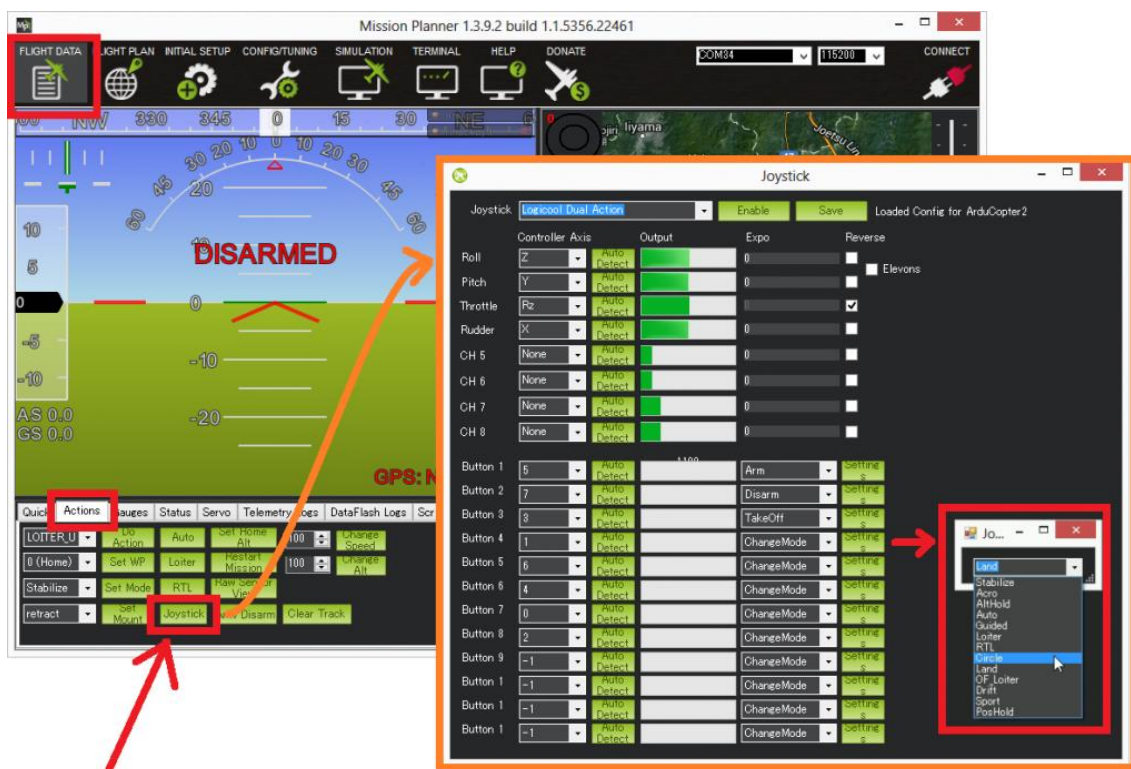 Mission Planner 1.3.9.2 build 1.1.5356.22461
FLIGHT DATA
LIGHT PLAN
INITIAL SETUP
CONFIG/TUNING
SIMULATION
TERMINAL
HELP
DONATE
COM34
115200
CONNECT
NW 330 345 0 15 30 NE
iiyama
Joetsu Lin
DISARMED
AS 0.0
GS 0.0
GPS: N
Quick Actions Gauges Status Servo Telemetry Logs DataFlash Logs Scr
LOITER_U Do Action Auto Set Home Alt 100 Change Speed
0 (Home) Set WP Loiter Restart Mission 100 Change Alt
Stabilize Set Mode RTL Raw Sensor View
retract Set Mount Joystick Disarm Clear Track
Joystick
Joystick Logicool Dual Action Enable Save Loaded Config for ArduCopter2
Controller Axis Output Expo Reverse
Roll Z Auto Detect 0
Elevons
Pitch Y Auto Detect 0
Throttle Rz Auto Detect
Rudder X Auto Detect 0
CH 5 None Auto Detect 0
CH 6 None Auto Detect 0
CH 7 None Auto Detect 0
CH 8 None Auto Detect 0
Button 1 5 Auto Detect Arm Settings
Button 2 7 Auto Detect Disarm Settings
Button 3 3 Auto Detect TakeOff Settings
Button 4 1 Auto Detect ChangeMode Settings
Button 5 6 Auto Detect ChangeMode Settings
Button 6 4 Auto Detect ChangeMode Settings
Button 7 0 Auto Detect ChangeMode Settings
Button 8 2 Auto Detect ChangeMode Settings
Button 9 -1 Auto Detect ChangeMode Settings
Button 1 -1 Auto Detect ChangeMode Settings
Button 1 -1 Auto Detect ChangeMode Settings
Button 1 -1 Auto Detect ChangeMode Settings
Jo...
Land
Stabilize
Acro
AltHold
Auto
Guided
Loiter
RTL
Circle
Land
OF_Loiter
Drift
Sport
PosHold